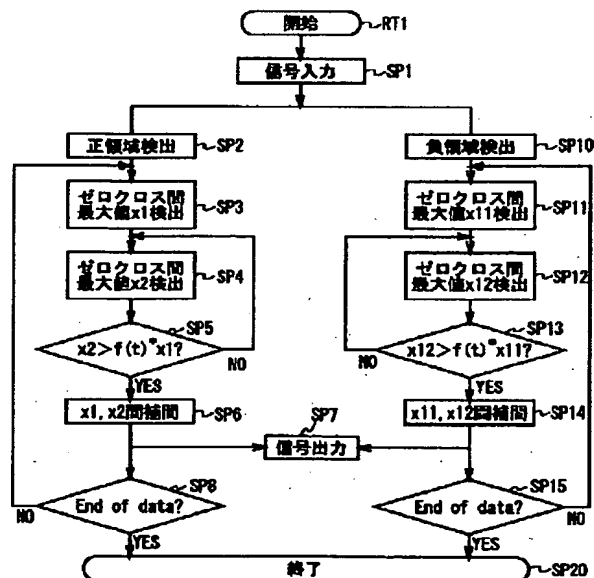 開始
RT1
信号入力
SP1
正領域検出
SP2
負領域検出
SP10
ゼロクロス間
最大値x1検出
SP3
ゼロクロス間
最大値x11検出
SP11
ゼロクロス間
最大値x2検出
SP4
ゼロクロス間
最大値x12検出
SP12
SP5
x2>f(t)*x1?
NO
YES
SP13
x12>f(t)*x11?
NO
YES
x1,x2間補間
SP6
SP7
信号出力
x11,x12間補間
SP14
SP8
End of data?
NO
YES
SP15
End of data?
NO
YES
終了
SP20